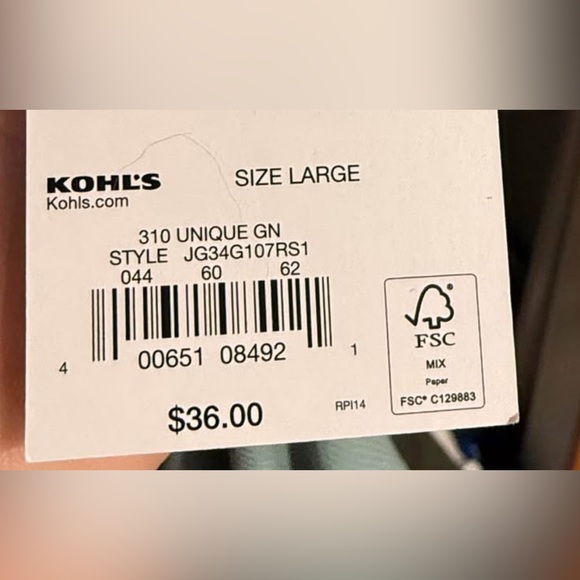 KOHL'S
Kohls.com
SIZE LARGE
310 UNIQUE GN
STYLE JG34G107RS1
044 60 62
4 00651 08492 1
$36.00
RPI14
FSC®
MIX
Paper
FSC® C129883